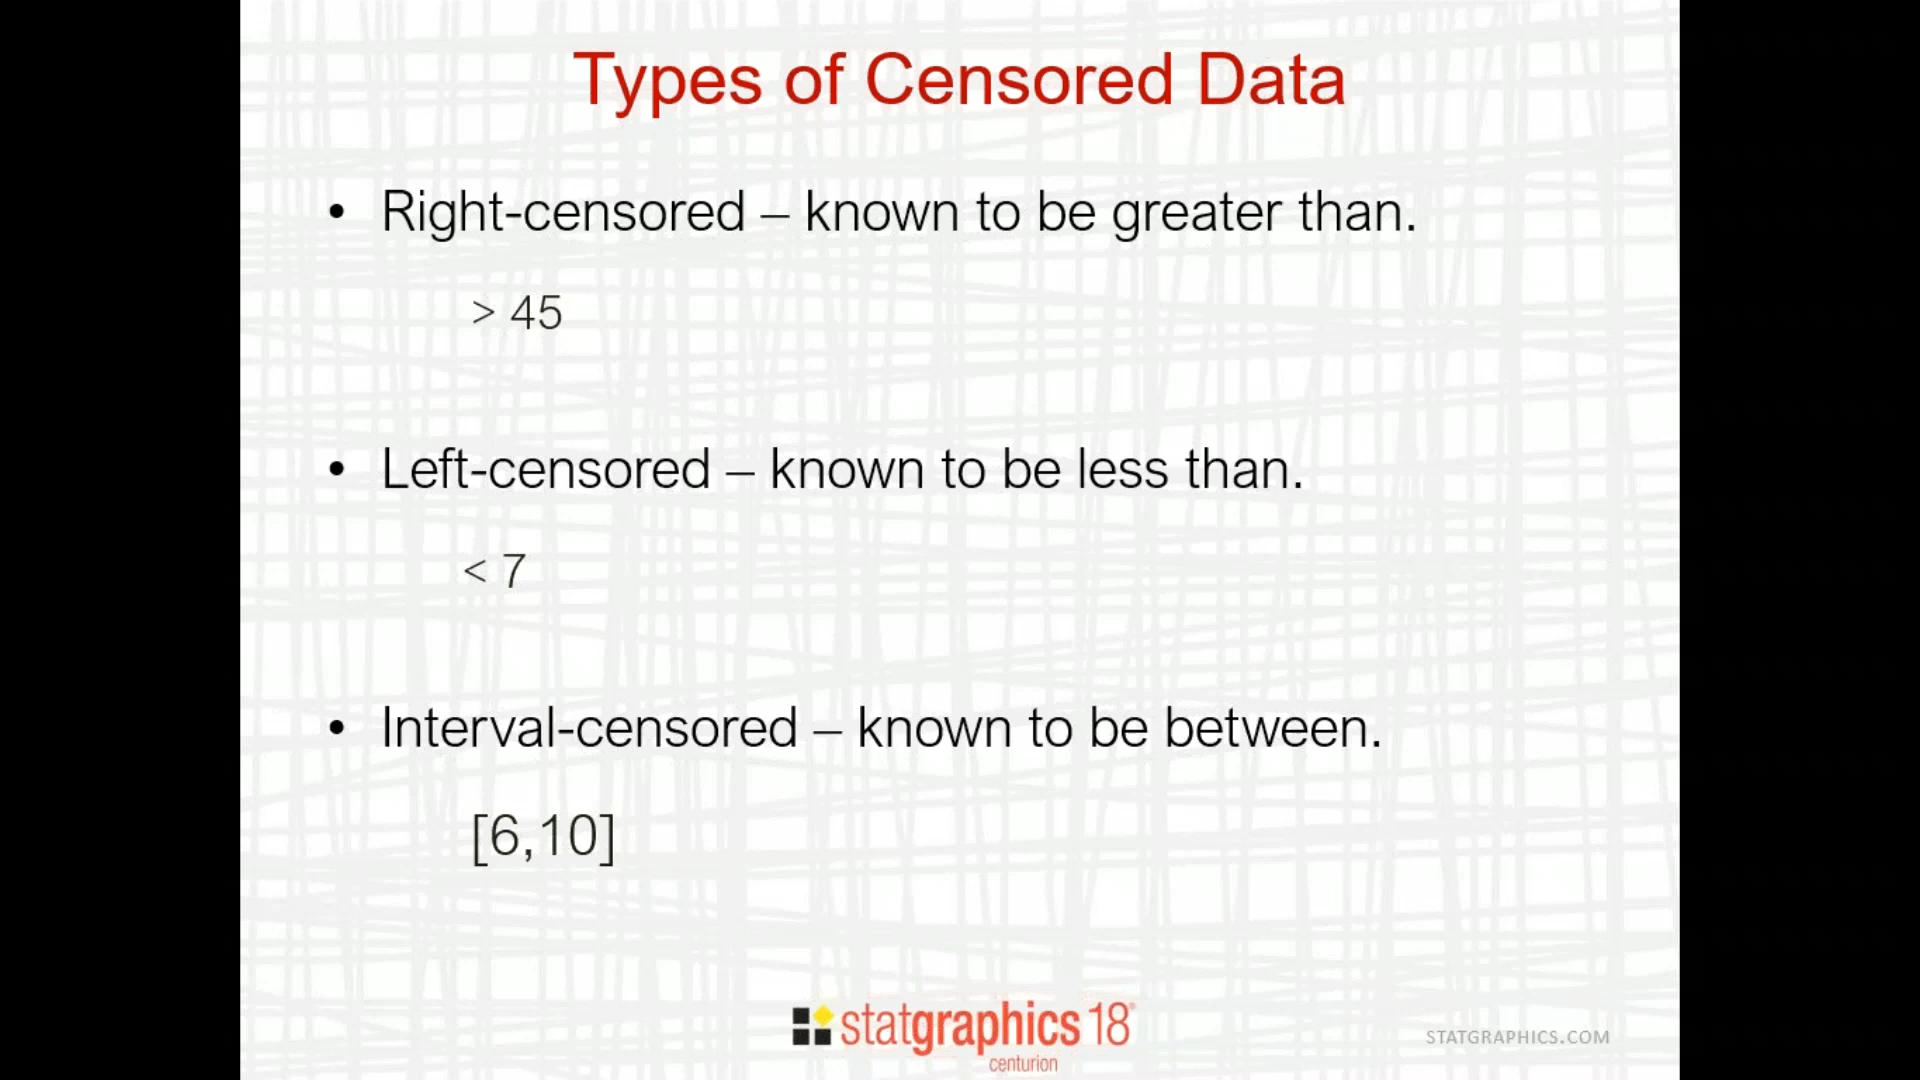 Types of Censored Data
• Right-censored – known to be greater than.
> 45
• Left-censored – known to be less than.
< 7
• Interval-censored – known to be between.
[6,10]
statgraphics 18®
centurion
STATGRAPHICS.COM